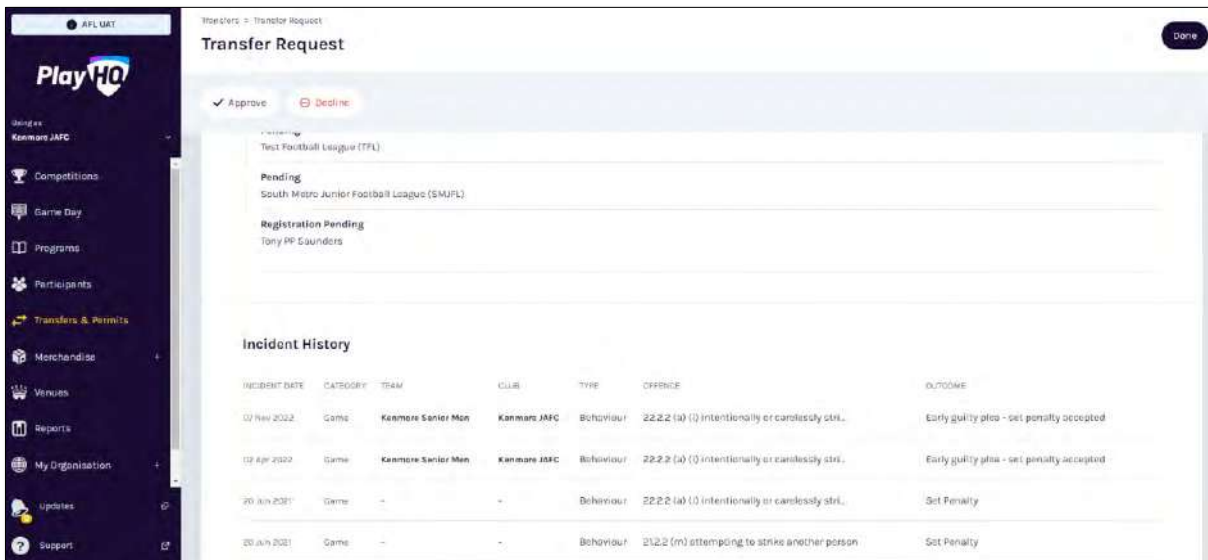 AFL UAT
Transfers > Transfer Request
Transfer Request
Done
PlayHQ
Using as
Kenmore JAFC
Approve
Decline
Pending
Test Football League (TFL)
Pending
South Metro Junior Football League (SMJFL)
Registration Pending
Tony PP Saunders
Competitions
Game Day
Programs
Participants
Transfers & Permits
Merchandise +
Venues
Reports
My Organisation +
Updates
Support
Incident History
INCIDENT DATE CATEGORY TEAM CLUB TYPE OFFENCE OUTCOME
02 Nov 2022 Game Kenmore Senior Men Kenmore JAFC Behaviour 22.2.2 (a) (i) intentionally or carelessly stri... Early guilty plea - set penalty accepted
02 Apr 2022 Game Kenmore Senior Men Kenmore JAFC Behaviour 22.2.2 (a) (i) intentionally or carelessly stri... Early guilty plea - set penalty accepted
20 Jun 2021 Game - - Behaviour 22.2.2 (a) (i) intentionally or carelessly stri... Set Penalty
20 Jun 2021 Game - - Behaviour 21.2.2 (m) attempting to strike another person Set Penalty